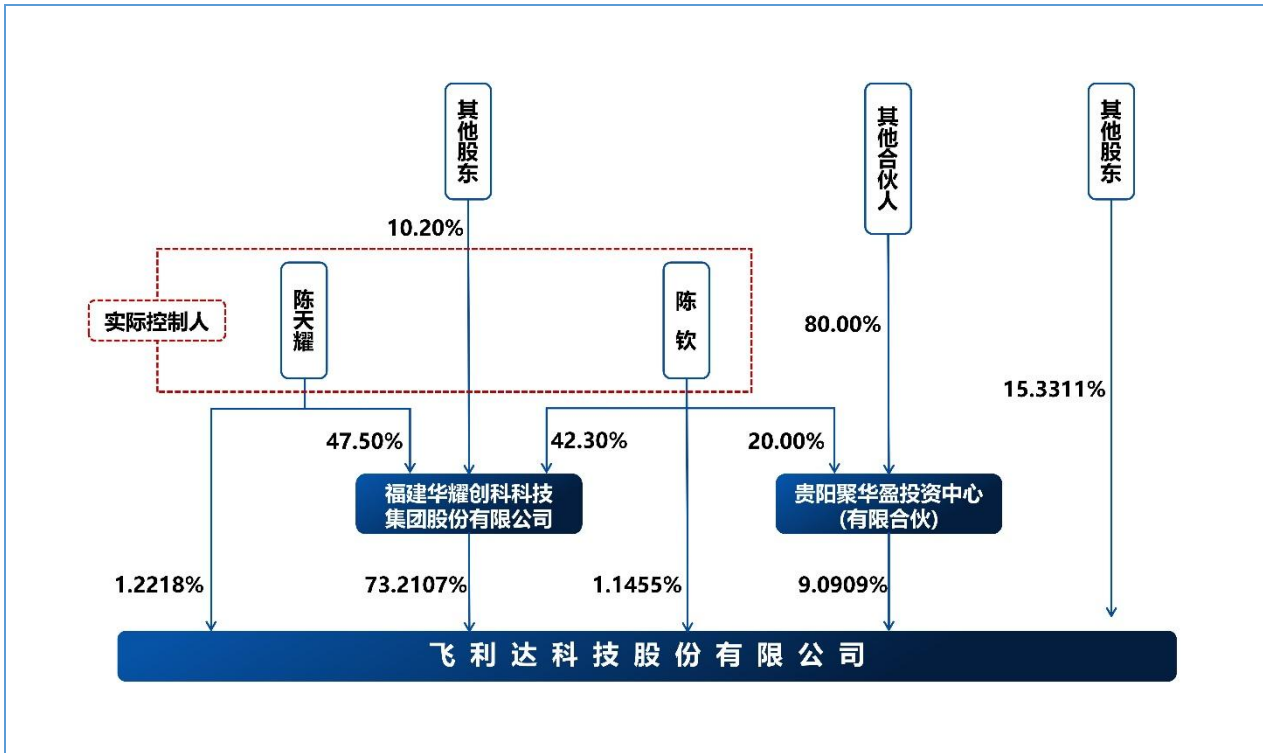 其他股东
其他合伙人
其他股东
10.20%
陈天耀
陈钦
实际控制人
80.00%
15.3311%
47.50%
42.30%
20.00%
福建华耀创科科技
集团股份有限公司
贵阳聚华盈投资中心
(有限合伙)
1.2218%
73.2107%
1.1455%
9.0909%
飞利达科技股份有限公司